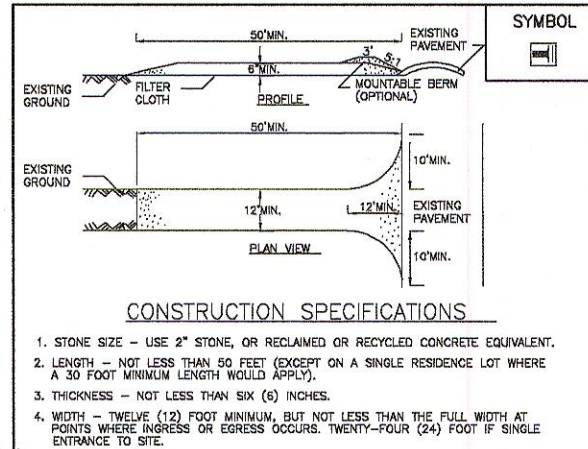 50'MIN.
EXISTING
PAVEMENT
SYMBOL
3'
5:1
6"MIN.
EXISTING
GROUND
FILTER
CLOTH
PROFILE
MOUNTABLE BERM
(OPTIONAL)
50'MIN.
EXISTING
GROUND
10'MIN.
12'MIN.
12'MIN.
EXISTING
PAVEMENT
PLAN VIEW
10'MIN.
CONSTRUCTION SPECIFICATIONS
1. STONE SIZE – USE 2" STONE, OR RECLAIMED OR RECYCLED CONCRETE EQUIVALENT.
2. LENGTH – NOT LESS THAN 50 FEET (EXCEPT ON A SINGLE RESIDENCE LOT WHERE
A 30 FOOT MINIMUM LENGTH WOULD APPLY).
3. THICKNESS – NOT LESS THAN SIX (6) INCHES.
4. WIDTH – TWELVE (12) FOOT MINIMUM, BUT NOT LESS THAN THE FULL WIDTH AT
POINTS WHERE INGRESS OR EGRESS OCCURS. TWENTY–FOUR (24) FOOT IF SINGLE
ENTRANCE TO SITE.